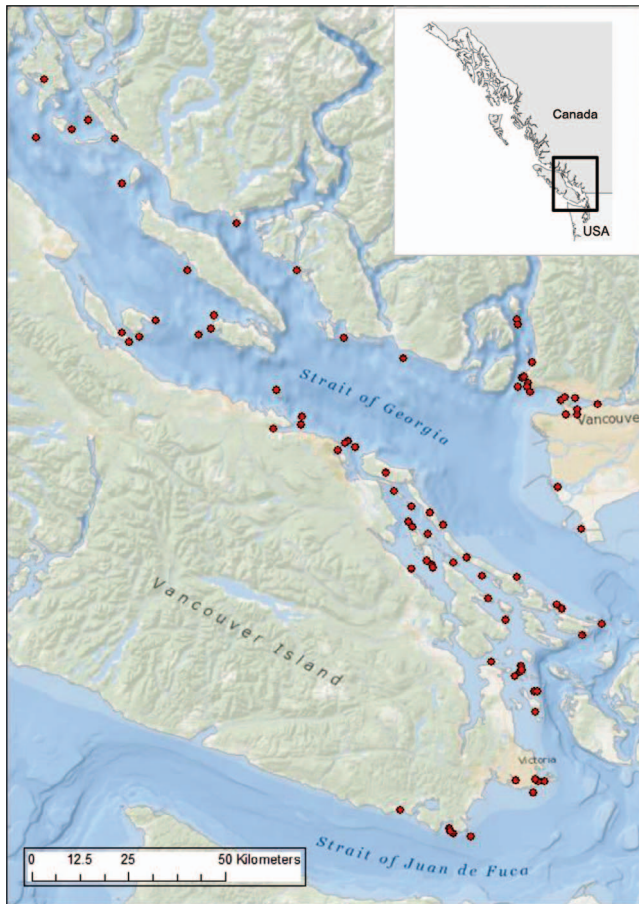 Canada
USA
Strait of Georgia
Vancouver
Vancouver Island
Victoria
Strait of Juan de Fuca
0 12.5 25 50 Kilometers